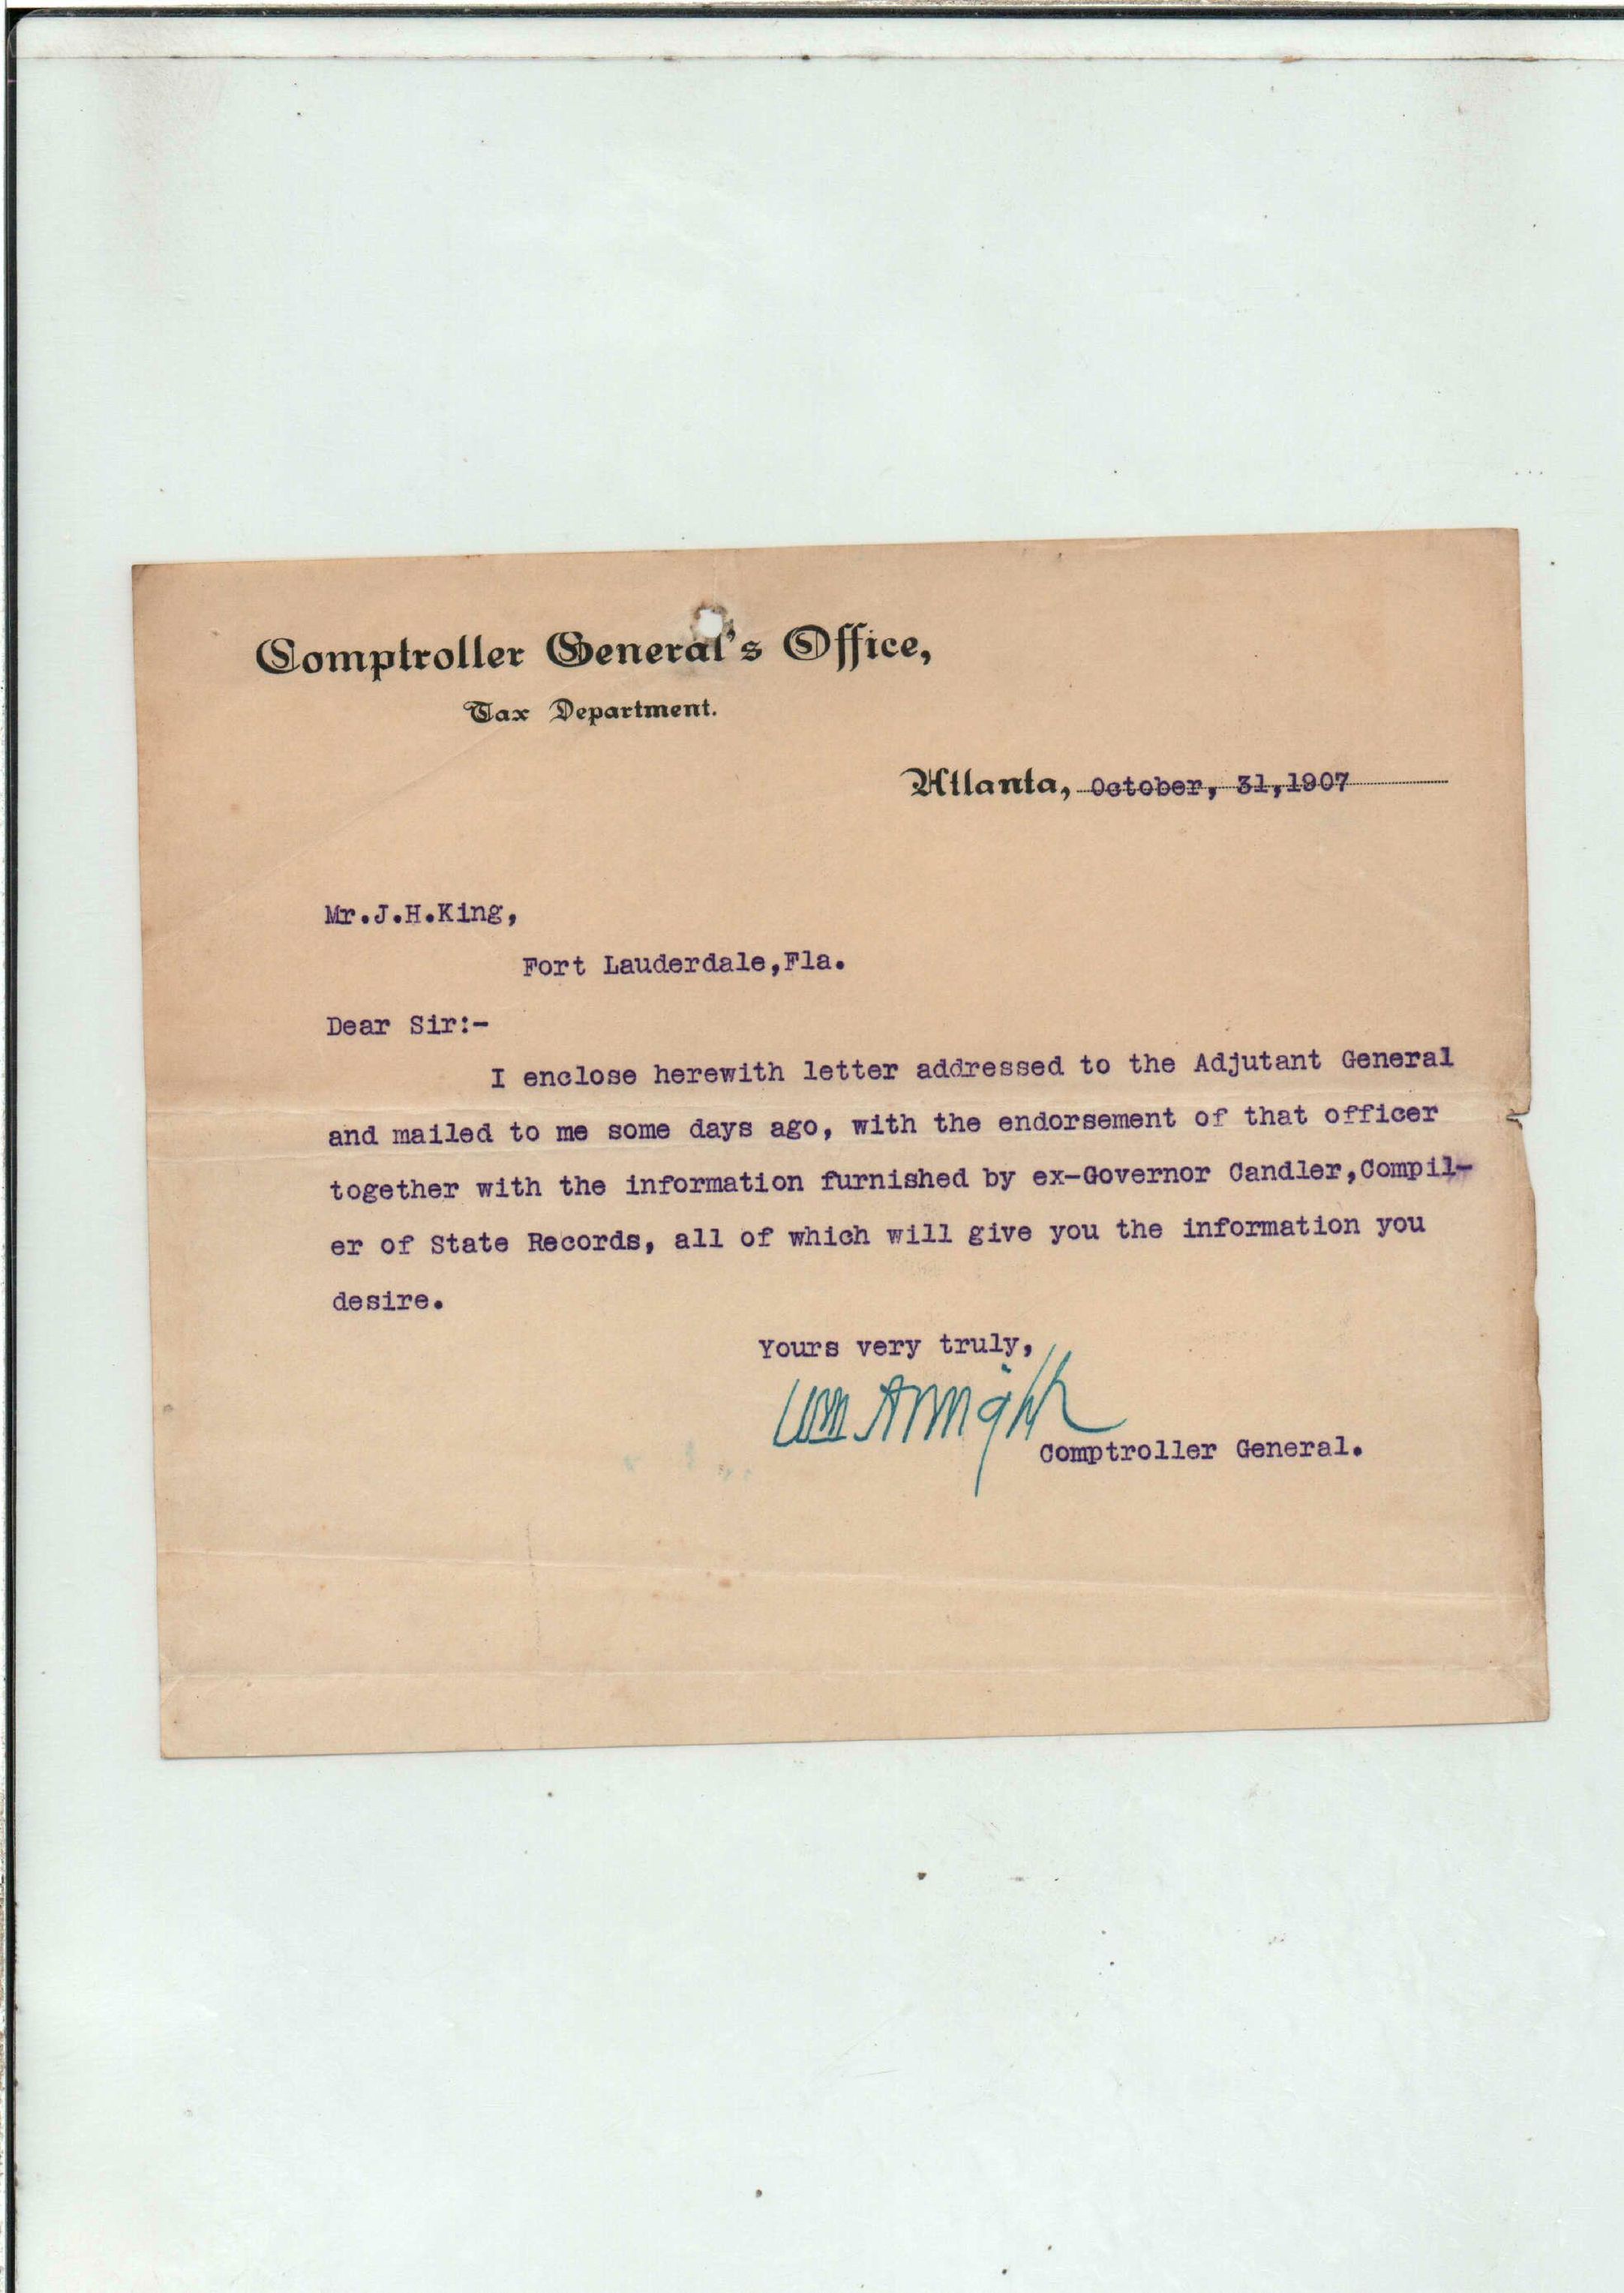 Comptroller General's Office,
Tax Department.
Atlanta, October, 31,1907
Mr.J.H.King,
Fort Lauderdale,Fla.
Dear Sir:-
I enclose herewith letter addressed to the Adjutant General
and mailed to me some days ago, with the endorsement of that officer
together with the information furnished by ex-Governor Candler,Compil-
er of State Records, all of which will give you the information you
desire.
Yours very truly,
Wm A Wright
Comptroller General.